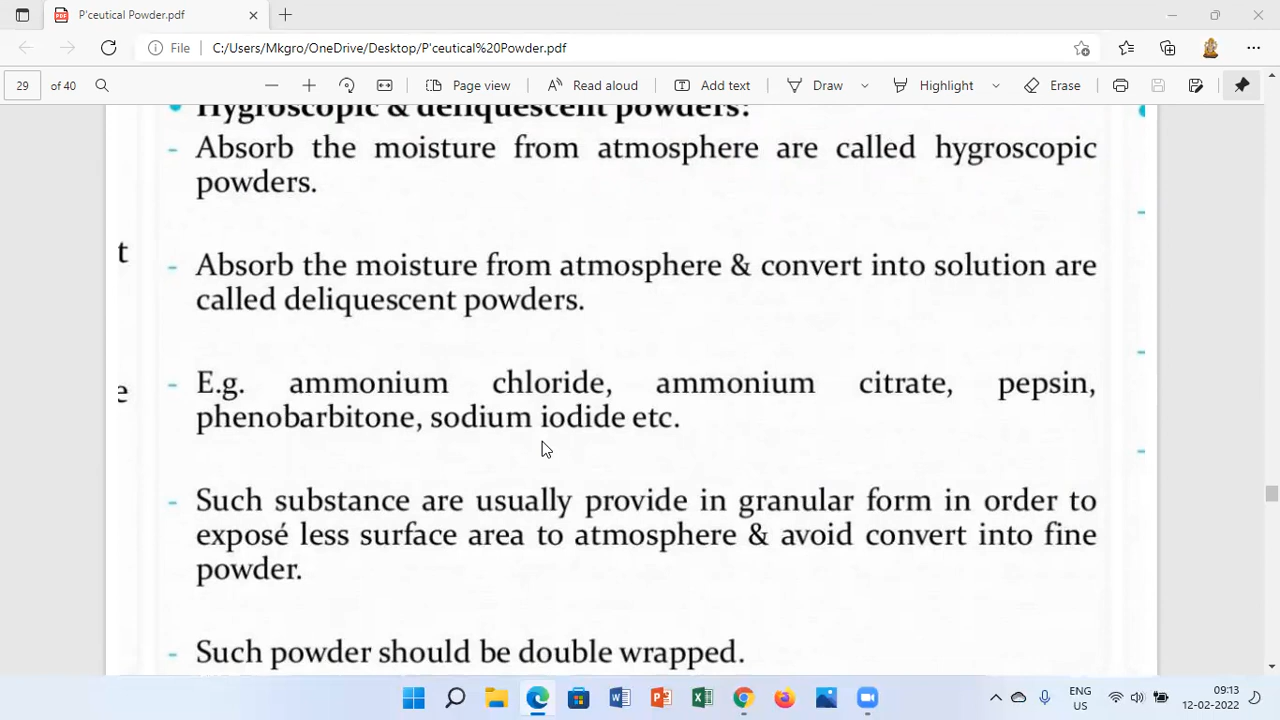 P'ceutical Powder.pdf
File
C:/Users/Mkgro/OneDrive/Desktop/P'ceutical%20Powder.pdf
29 of 40
Page view
Read aloud
Add text
Draw
Highlight
Erase
• Hygroscopic & deliquescent powders:
- Absorb the moisture from atmosphere are called hygroscopic
powders.
t
- Absorb the moisture from atmosphere & convert into solution are
called deliquescent powders.
- E.g. ammonium chloride, ammonium citrate, pepsin,
e
phenobarbitone, sodium iodide etc.
- Such substance are usually provide in granular form in order to
exposé less surface area to atmosphere & avoid convert into fine
powder.
- Such powder should be double wrapped.
ENG
US
09:13
12-02-2022